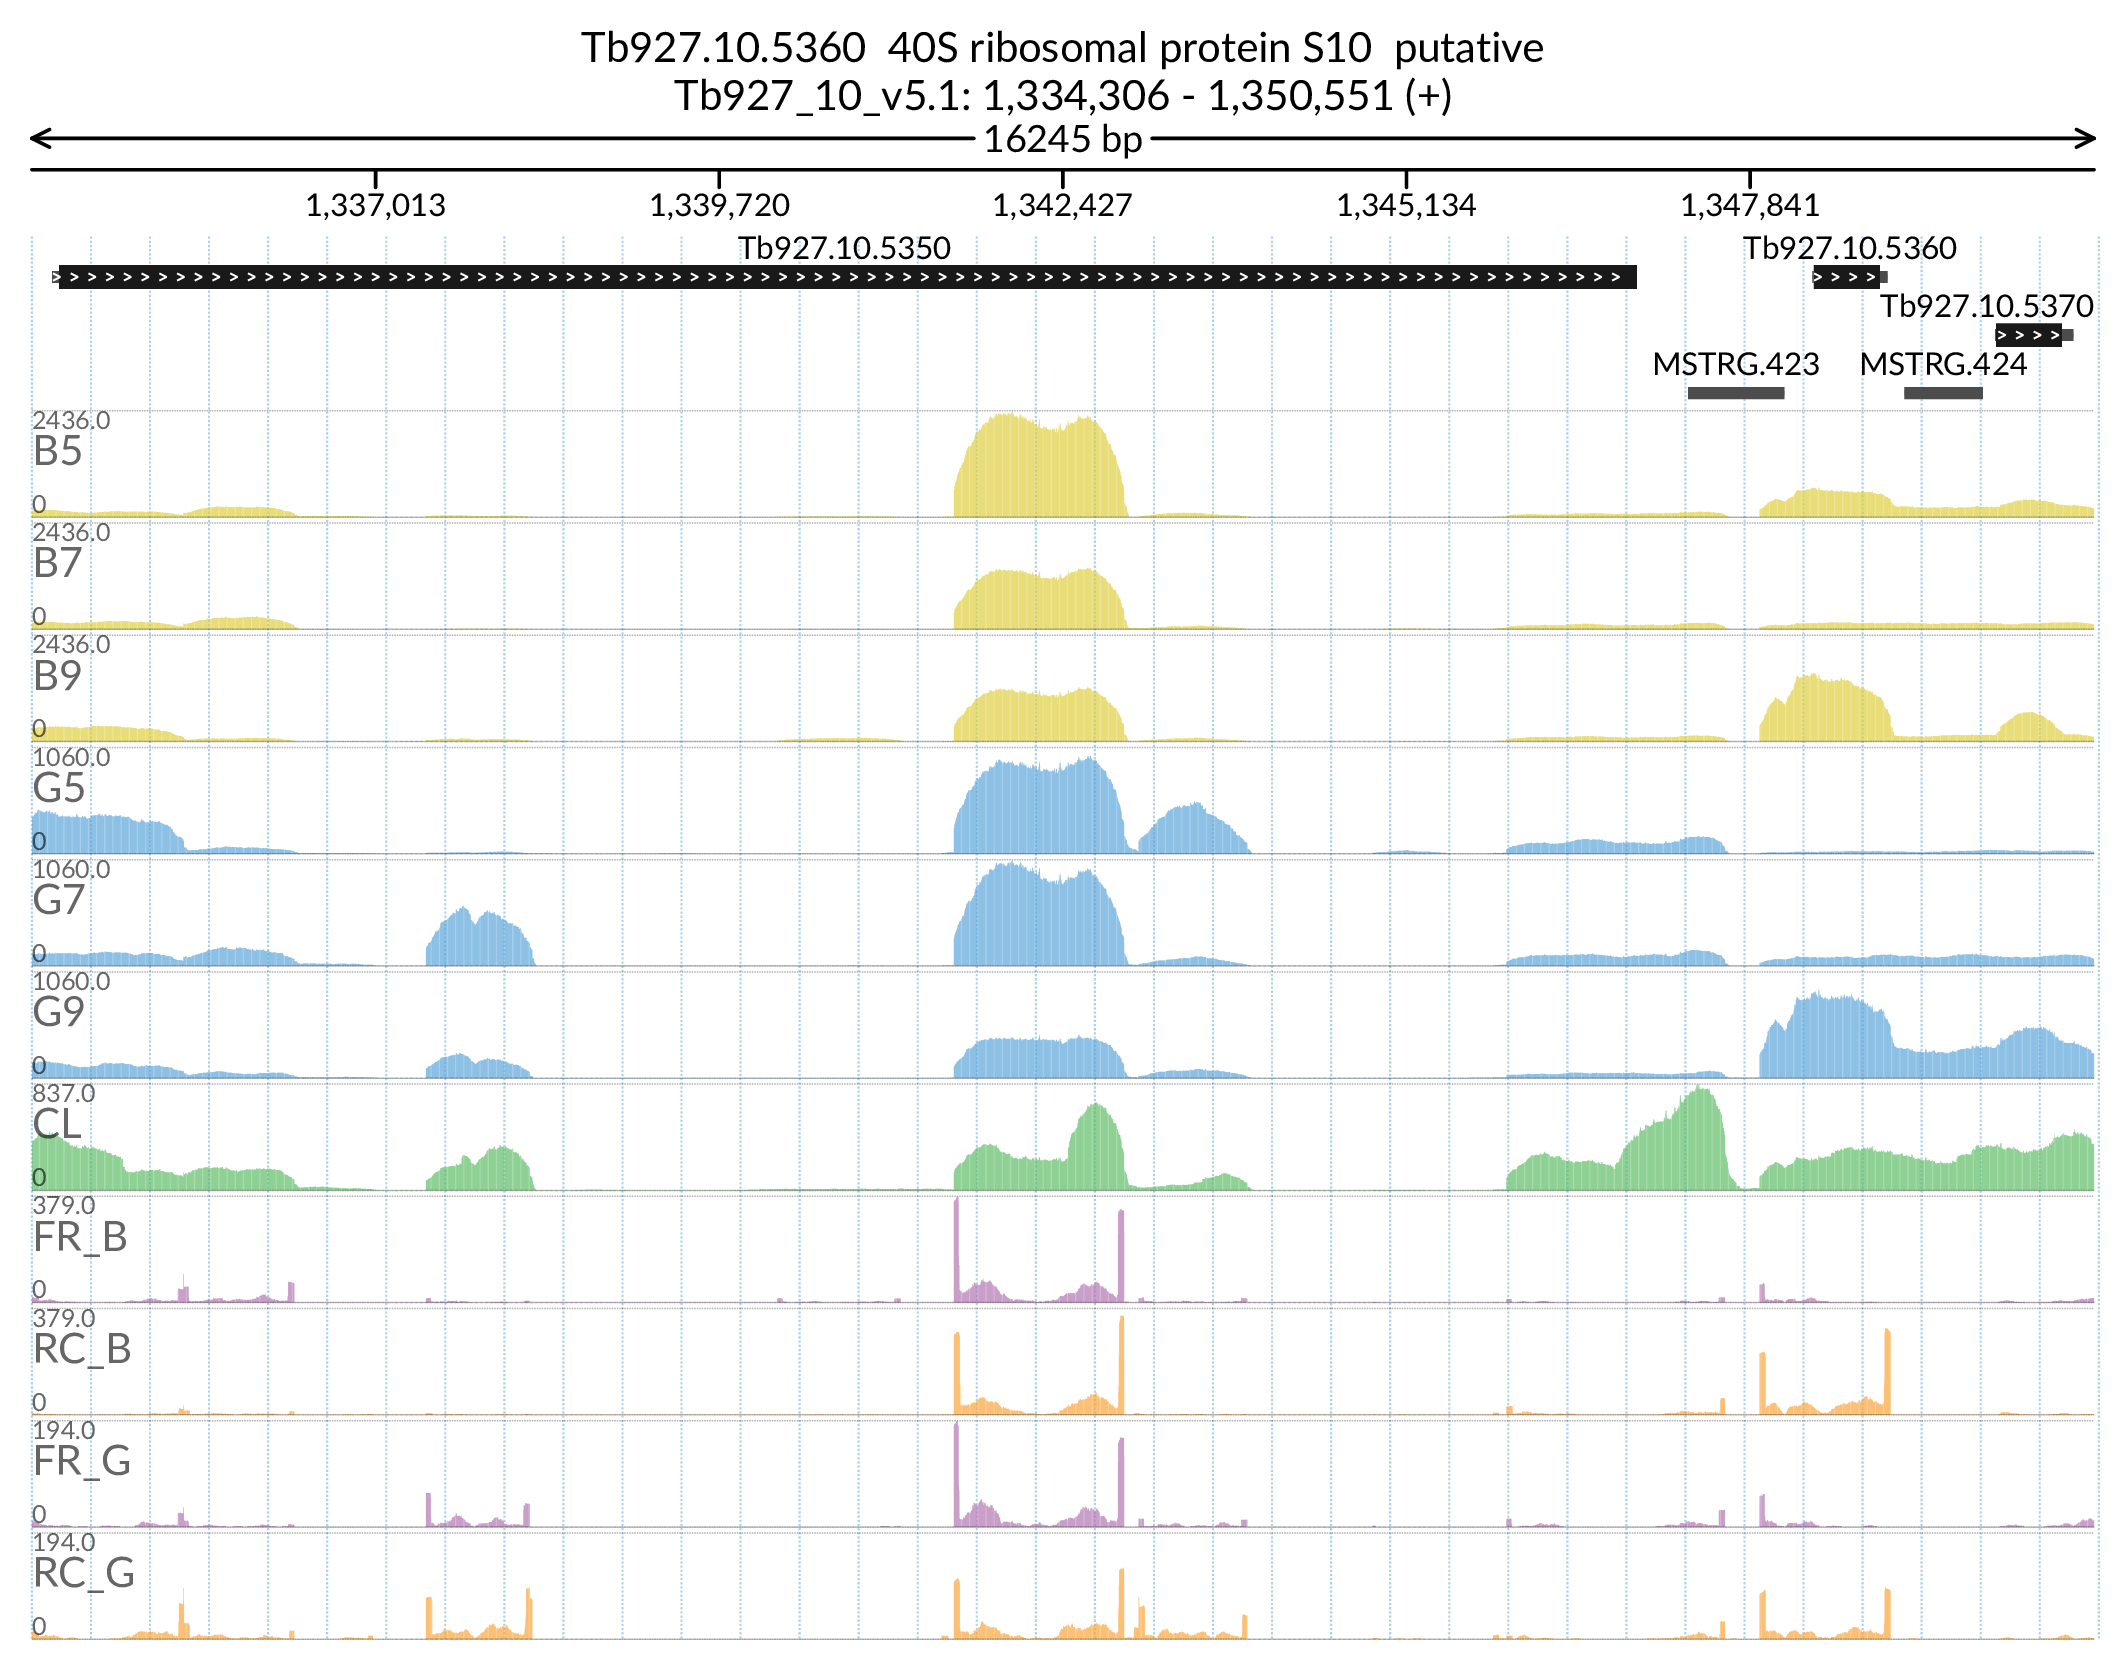 Tb927.10.5360 40S ribosomal protein S10 putative
Tb927_10_v5.1: 1,334,306 - 1,350,551 (+)
16245 bp
1,337,013 1,339,720 1,342,427 1,345,134 1,347,841
Tb927.10.5350 Tb927.10.5360
Tb927.10.5370
MSTRG.423 MSTRG.424
2436.0
B5
0
2436.0
B7
0
2436.0
B9
0
1060.0
G5
0
1060.0
G7
0
1060.0
G9
0
837.0
CL
0
379.0
FR_B
0
379.0
RC_B
0
194.0
FR_G
0
194.0
RC_G
0